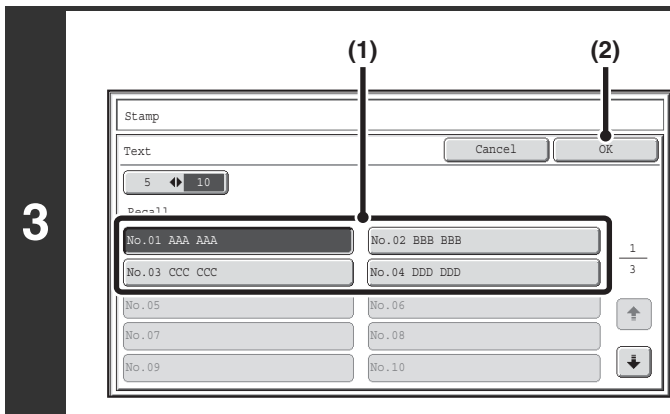 (1) (2)
Stamp
Text Cancel OK
5 10
Recall
3
No.01 AAA AAA No.02 BBB BBB 1
No.03 CCC CCC No.04 DDD DDD 3
No.05 No.06
No.07 No.08
No.09 No.10